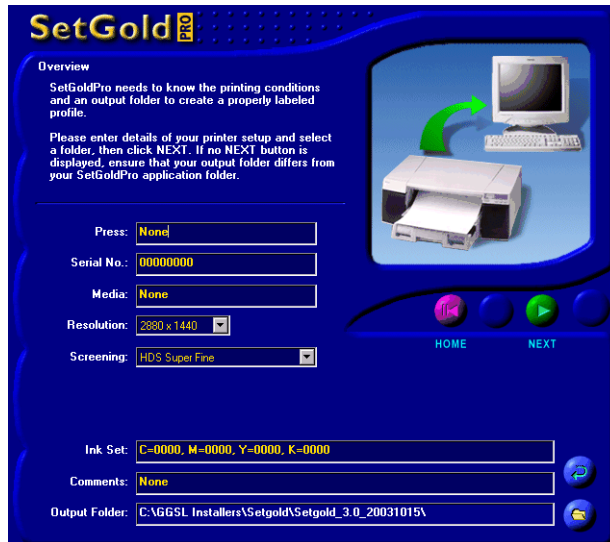 SetGold PRO
Overview
SetGoldPro needs to know the printing conditions
and an output folder to create a properly labeled
profile.
Please enter details of your printer setup and select
a folder, then click NEXT. If no NEXT button is
displayed, ensure that your output folder differs from
your SetGoldPro application folder.
Press: None
Serial No.: 00000000
Media: None
Resolution: 2880 x 1440
Screening: HDS Super Fine
HOME NEXT
Ink Set: C=0000, M=0000, Y=0000, K=0000
Comments: None
Output Folder: C:\GGSL Installers\Setgold\Setgold_3.0_20031015\